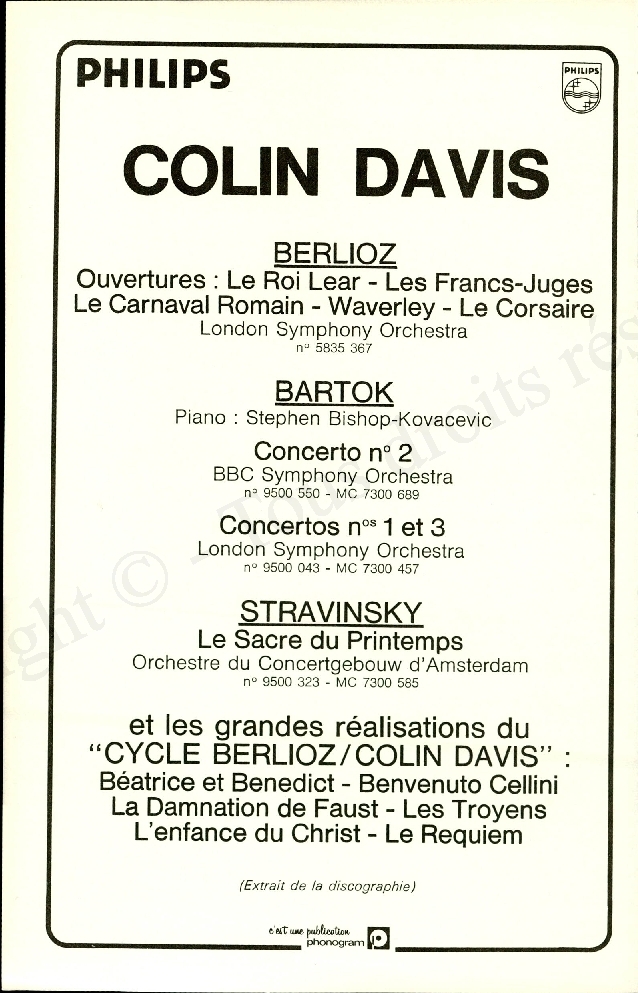 PHILIPS
PHILIPS
COLIN DAVIS
BERLIOZ
Ouvertures : Le Roi Lear - Les Francs-Juges
Le Carnaval Romain - Waverley - Le Corsaire
London Symphony Orchestra
n° 5835 367
BARTOK
Piano : Stephen Bishop-Kovacevic
Concerto n° 2
BBC Symphony Orchestra
n° 9500 550 - MC 7300 689
Concertos nos 1 et 3
London Symphony Orchestra
n° 9500 043 - MC 7300 457
STRAVINSKY
Le Sacre du Printemps
Orchestre du Concertgebouw d'Amsterdam
n° 9500 323 - MC 7300 585
et les grandes réalisations du
"CYCLE BERLIOZ/COLIN DAVIS" :
Béatrice et Benedict - Benvenuto Cellini
La Damnation de Faust - Les Troyens
L'enfance du Christ - Le Requiem
(Extrait de la discographie)
c'est une publication
phonogram
ight © - Tous droits rés